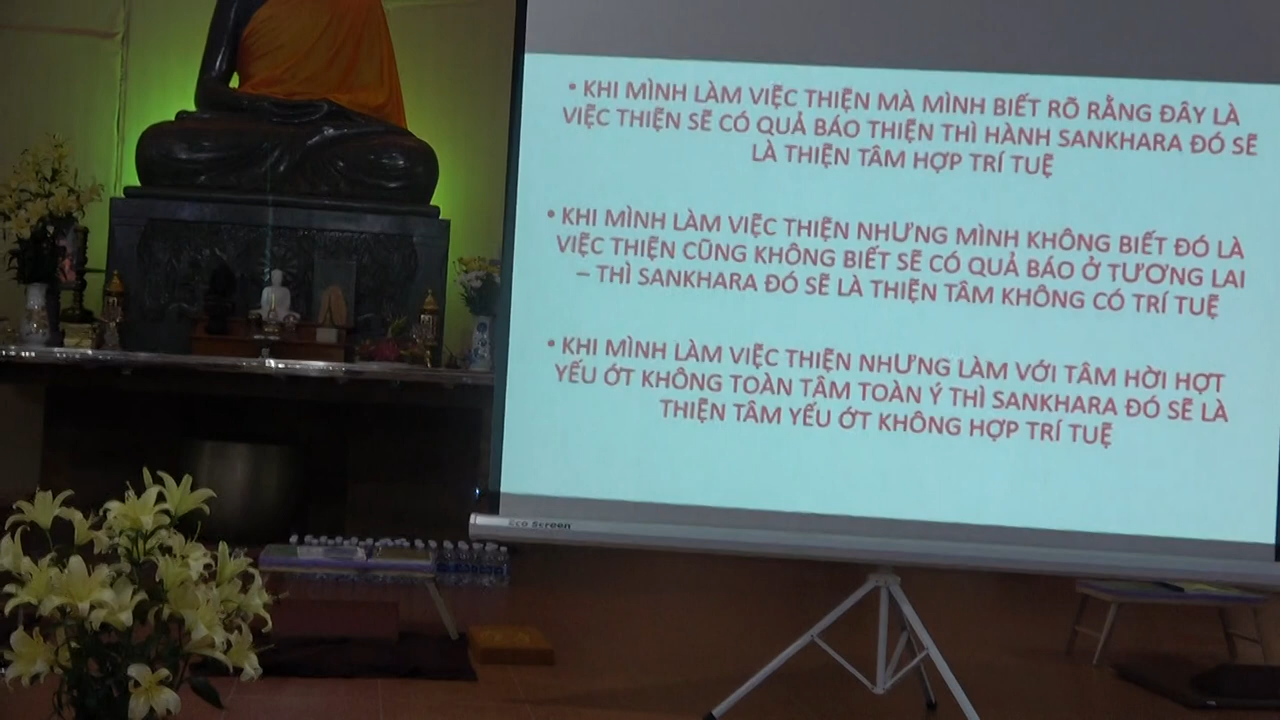 • KHI MÌNH LÀM VIỆC THIỆN MÀ MÌNH BIẾT RÕ RẰNG ĐÂY LÀ
VIỆC THIỆN SẼ CÓ QUẢ BÁO THIỆN THÌ HÀNH SANKHARA ĐÓ SẼ
LÀ THIỆN TÂM HỢP TRÍ TUỆ
• KHI MÌNH LÀM VIỆC THIỆN NHƯNG MÌNH KHÔNG BIẾT ĐÓ LÀ
VIỆC THIỆN CŨNG KHÔNG BIẾT SẼ CÓ QUẢ BÁO Ở TƯƠNG LAI
– THÌ SANKHARA ĐÓ SẼ LÀ THIỆN TÂM KHÔNG CÓ TRÍ TUỆ
• KHI MÌNH LÀM VIỆC THIỆN NHƯNG LÀM VỚI TÂM HỜI HỢT
YẾU ỚT KHÔNG TOÀN TÂM TOÀN Ý THÌ SANKHARA ĐÓ SẼ LÀ
THIỆN TÂM YẾU ỚT KHÔNG HỢP TRÍ TUỆ
Eco Screen